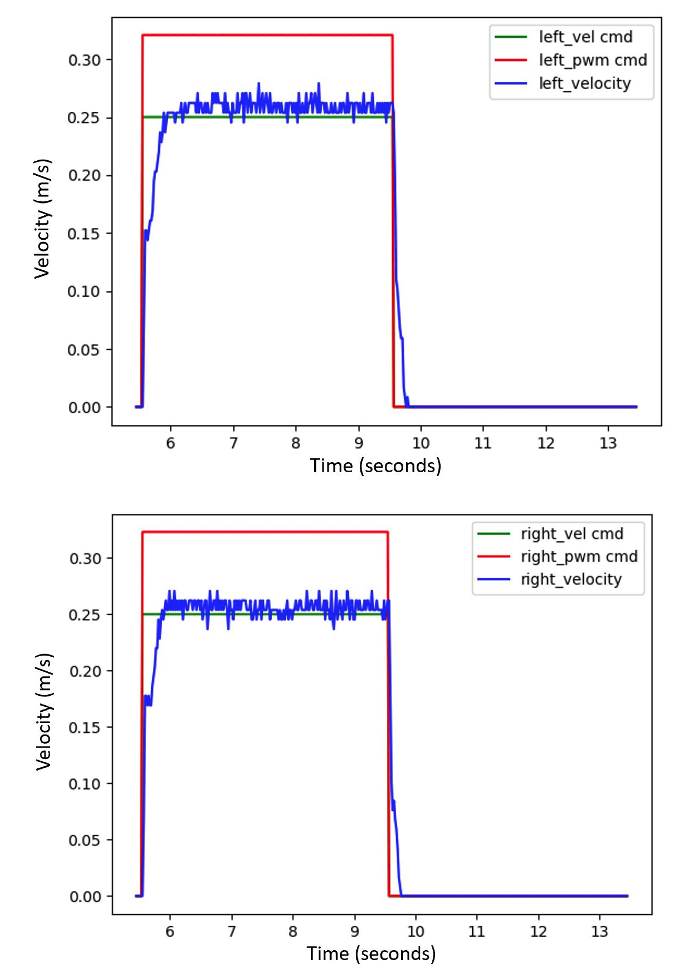 left_vel cmd
left_pwm cmd
left_velocity
0.30
0.25
0.20
0.15
0.10
0.05
0.00
Velocity (m/s)
6 7 8 9 10 11 12 13
Time (seconds)
right_vel cmd
right_pwm cmd
right_velocity
0.30
0.25
0.20
0.15
0.10
0.05
0.00
Velocity (m/s)
6 7 8 9 10 11 12 13
Time (seconds)